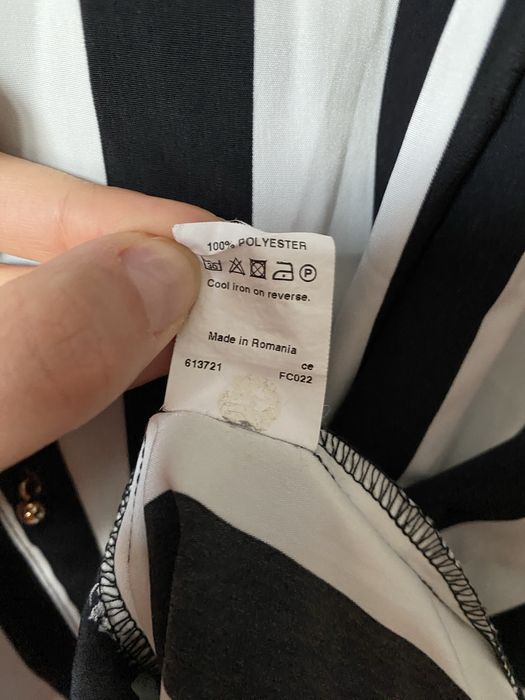 100% POLYESTER
P
Cool iron on reverse.
Made in Romania
ce
613721
FC022